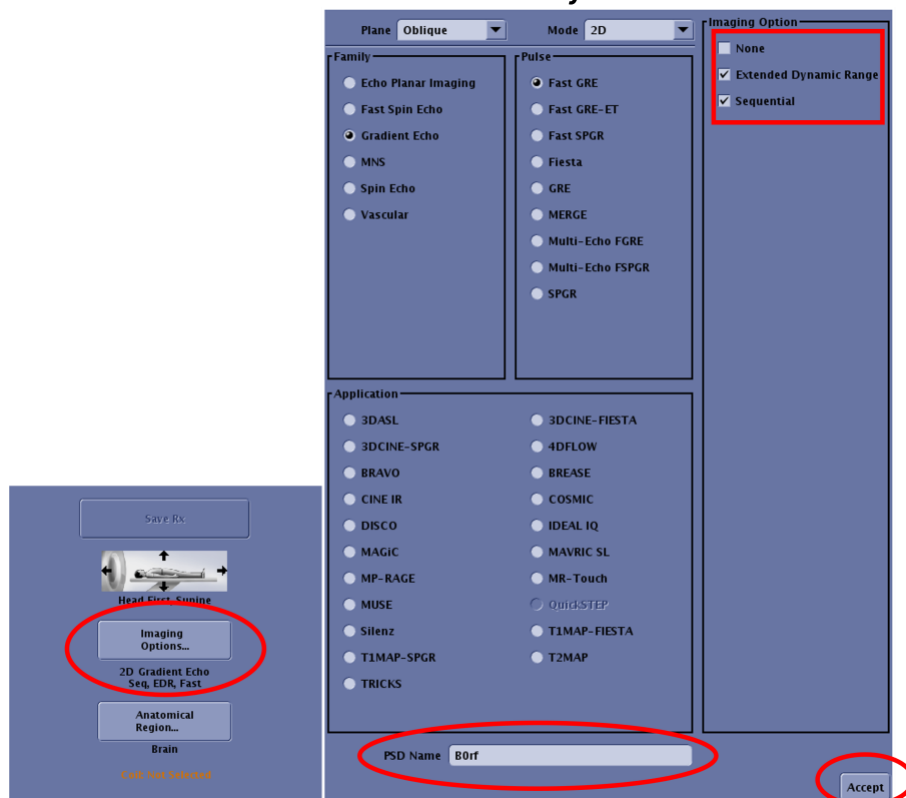 Plane Oblique Mode 2D
Imaging Option
None
Extended Dynamic Range
Sequential
Family
Echo Planar Imaging
Fast Spin Echo
Gradient Echo
MNS
Spin Echo
Vascular
Pulse
Fast GRE
Fast GRE-ET
Fast SPGR
Fiesta
GRE
MERGE
Multi-Echo FGRE
Multi-Echo FSPGR
SPGR
Application
3DASL
3DCINE-SPGR
BRAVO
CINE IR
DISCO
MAGiC
MP-RAGE
MUSE
Silenz
T1MAP-SPGR
TRICKS
3DCINE-FIESTA
4DFLOW
BREASE
COSMIC
IDEAL IQ
MAVRIC SL
MR-Touch
QuickSTEP
T1MAP-FIESTA
T2MAP
PSD Name B0rf
Accept
Save Rx
Head First, Supine
Imaging
Options...
2D Gradient Echo
Seq, EDR, Fast
Anatomical
Region...
Brain
Coil Not Selected